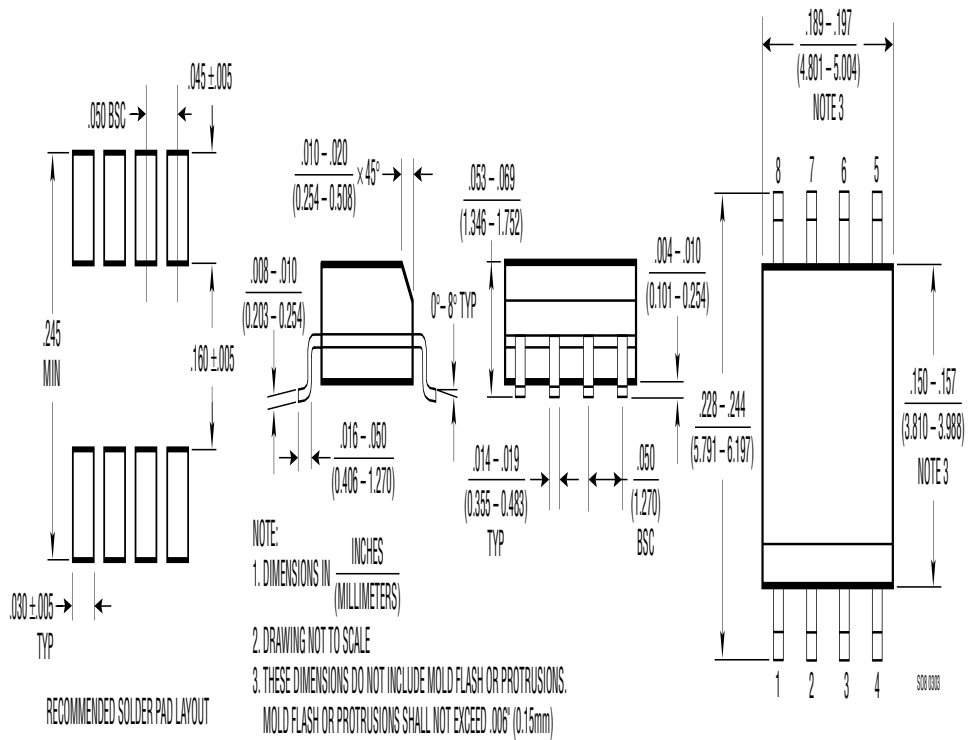 .050 BSC
.045 ±.005
.245
MIN
.160 ±.005
.030 ±.005
TYP
RECOMMENDED SOLDER PAD LAYOUT
.010 – .020
(0.254 – 0.508)
× 45°
.008 – .010
(0.203 – 0.254)
0°– 8° TYP
.016 – .050
(0.406 – 1.270)
.053 – .069
(1.346 – 1.752)
.004 – .010
(0.101 – 0.254)
.014 – .019
(0.355 – 0.483)
TYP
.050
(1.270)
BSC
.189 – .197
(4.801 – 5.004)
NOTE 3
8 7 6 5
.228 – .244
(5.791 – 6.197)
.150 – .157
(3.810 – 3.988)
NOTE 3
1 2 3 4
NOTE:
1. DIMENSIONS IN
INCHES
(MILLIMETERS)
2. DRAWING NOT TO SCALE
3. THESE DIMENSIONS DO NOT INCLUDE MOLD FLASH OR PROTRUSIONS.
MOLD FLASH OR PROTRUSIONS SHALL NOT EXCEED .006" (0.15mm)
SO8 0303